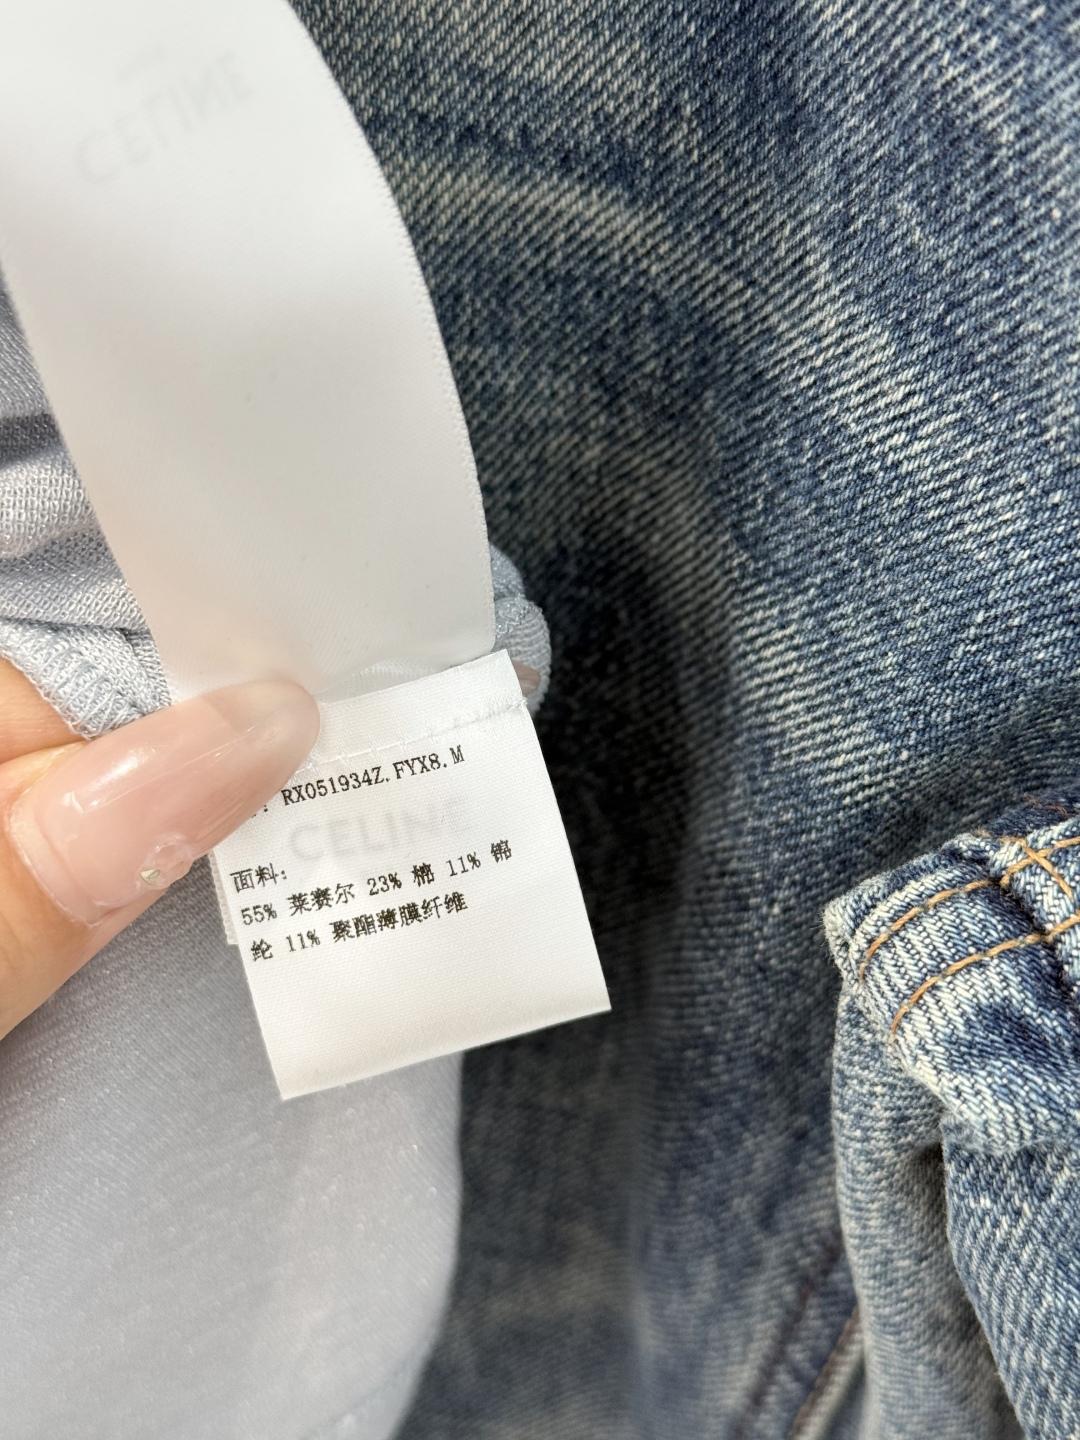 CELINE
: RX051934Z.FYX8.M
CELINE
面料:
55% 莱赛尔 23% 棉 11% 锦
纶 11% 聚酯薄膜纤维